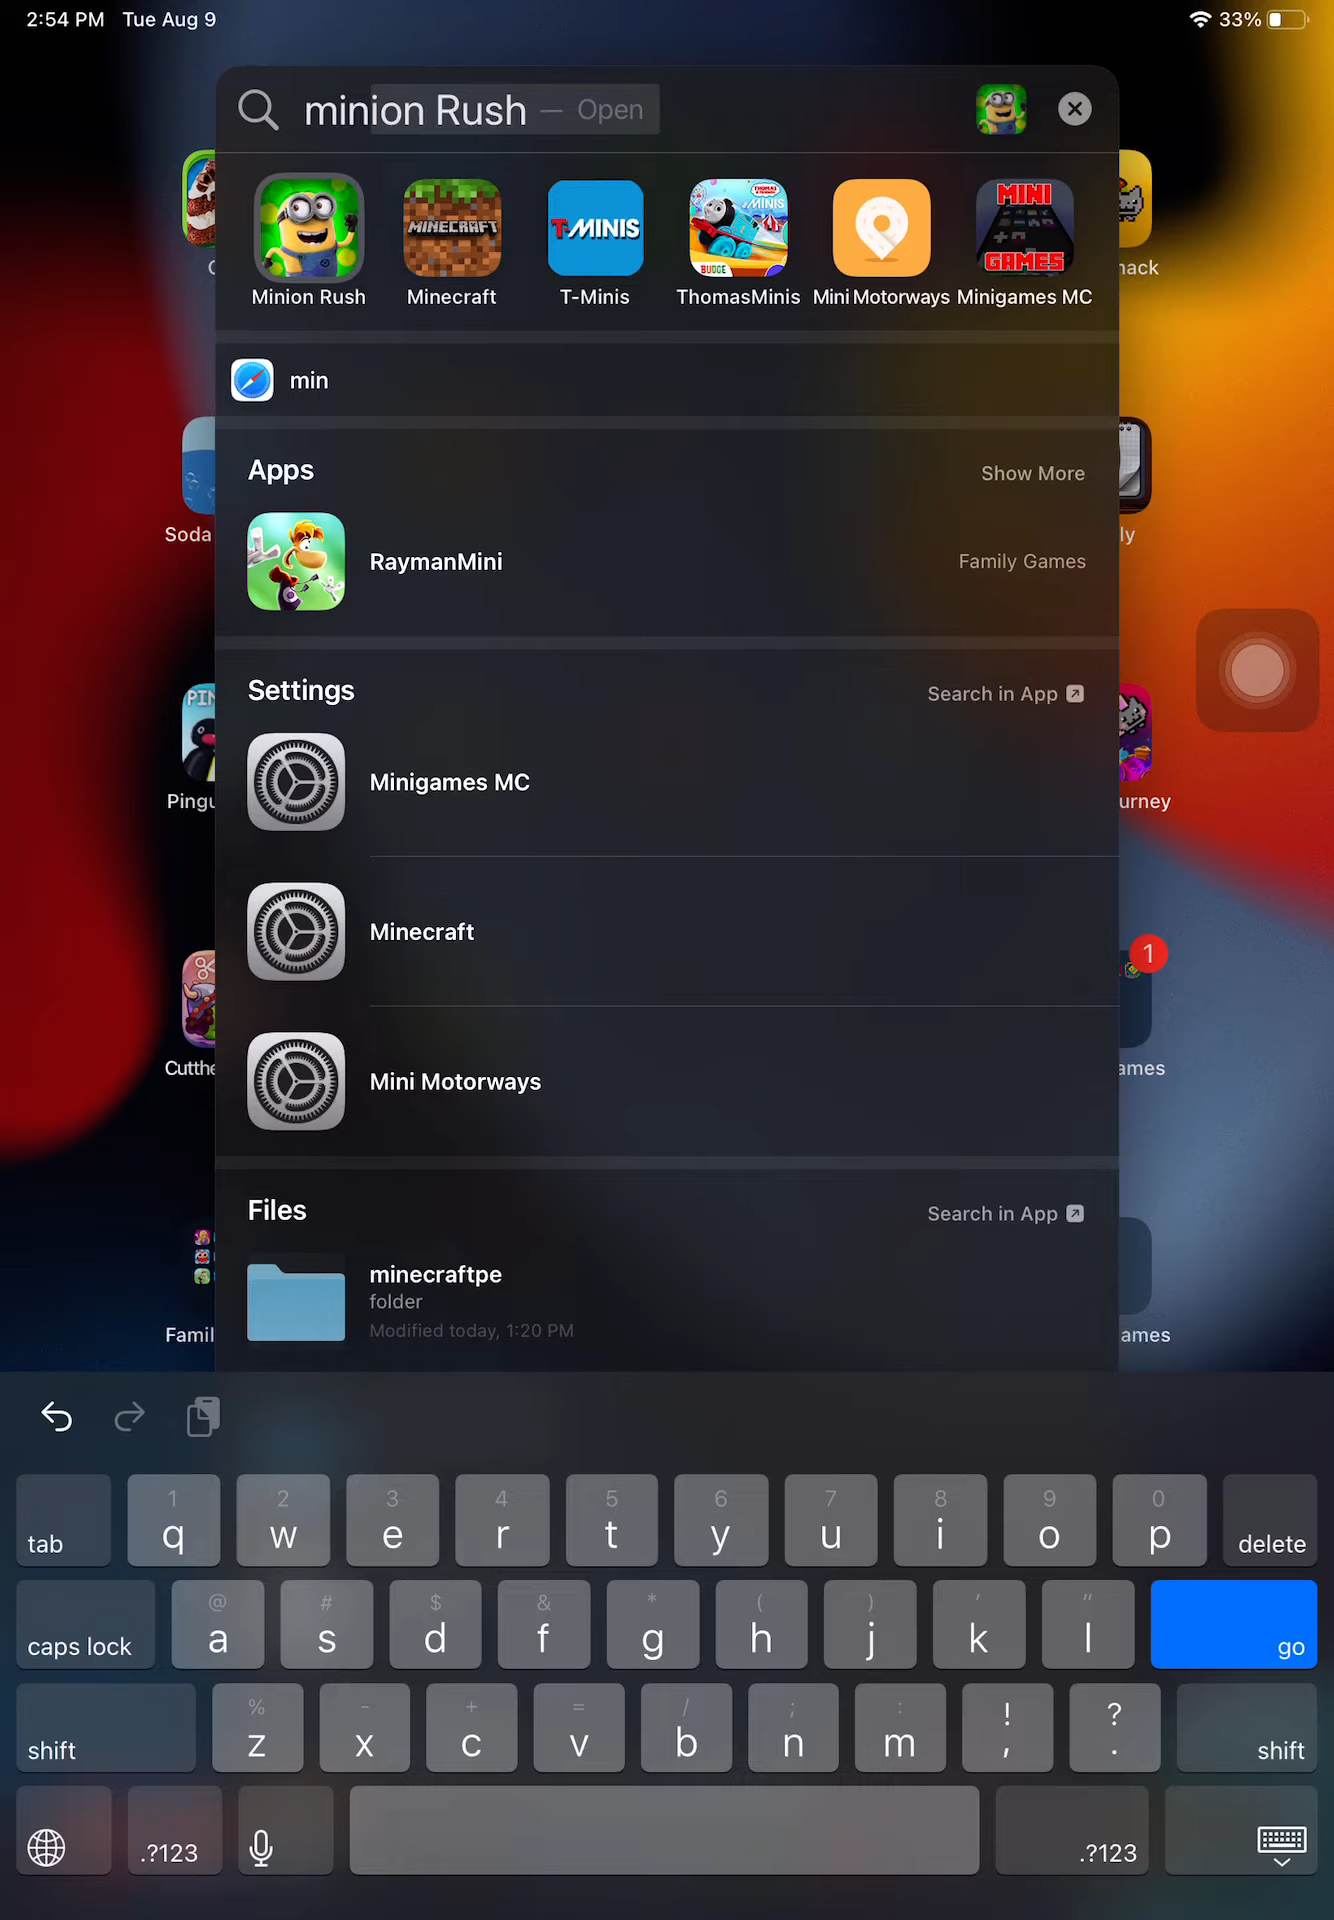 2:54 PM Tue Aug 9
33%
minion Rush — Open
MINECRAFT
T-MINIS
THOMAS & FRIENDS
MINIS
BUDGE
MINI
GAMES
Minion Rush
Minecraft
T-Minis
ThomasMinis
Mini Motorways
Minigames MC
C
nack
min
Apps
Show More
RaymanMini
Family Games
Soda
ly
Settings
Search in App
Minigames MC
PIN
Pingu
urney
Minecraft
1
Mini Motorways
Cutthe
ames
Files
Search in App
minecraftpe
folder
Modified today, 1:20 PM
Famil
ames
tab 1 q 2 w 3 e 4 r 5 t 6 y 7 u 8 i 9 o 0 p delete
caps lock @ a # s $ d & f * g ( h ) j ' k " l go
shift % z - x + c = v / b ; n : m ! , ? . shift
.?123 .?123